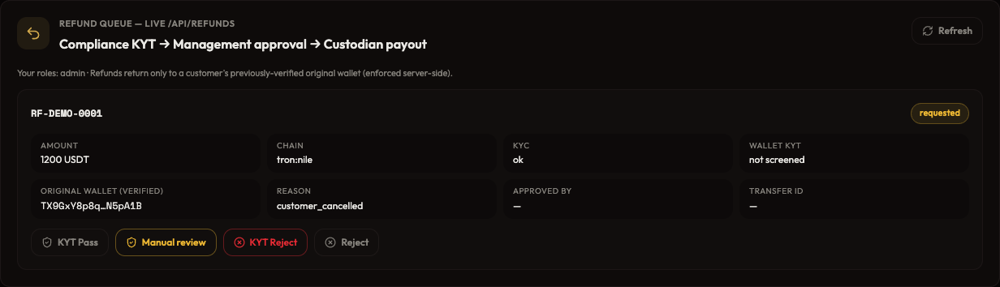 REFUND QUEUE — LIVE /API/REFUNDS
Compliance KYT → Management approval → Custodian payout
Refresh
Your roles: admin · Refunds return only to a customer's previously-verified original wallet (enforced server-side).
RF-DEMO-0001
requested
AMOUNT
1200 USDT
CHAIN
tron:nile
KYC
ok
WALLET KYT
not screened
ORIGINAL WALLET (VERIFIED)
TX9GxY8p8q…N5pA1B
REASON
customer_cancelled
APPROVED BY
—
TRANSFER ID
—
KYT Pass
Manual review
KYT Reject
Reject